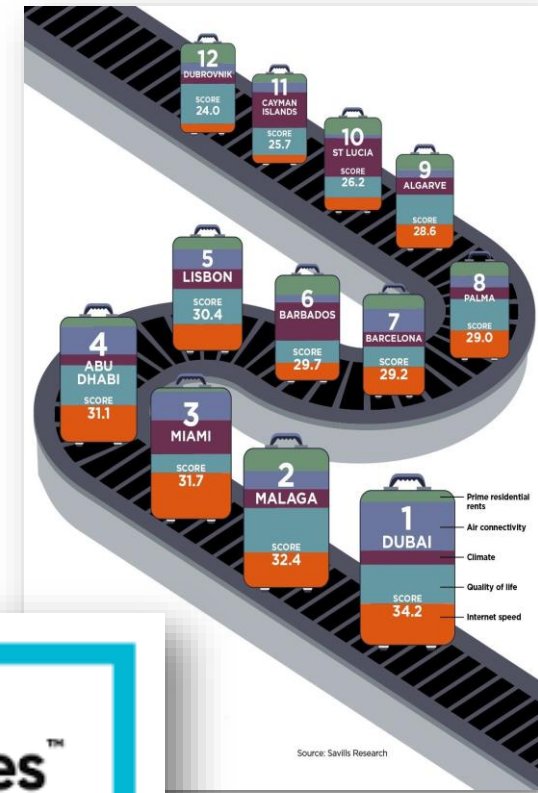 12
DUBROVNIK
SCORE
24.0
11
CAYMAN
ISLANDS
SCORE
25.7
10
ST LUCIA
SCORE
26.2
9
ALGARVE
SCORE
28.6
5
LISBON
SCORE
30.4
6
BARBADOS
SCORE
29.7
7
BARCELONA
SCORE
29.2
8
PALMA
SCORE
29.0
4
ABU
DHABI
SCORE
31.1
3
MIAMI
SCORE
31.7
2
MALAGA
SCORE
32.4
1
DUBAI
SCORE
34.2
Prime residential
rents
Air connectivity
Climate
Quality of life
Internet speed
Source: Savills Research
es™